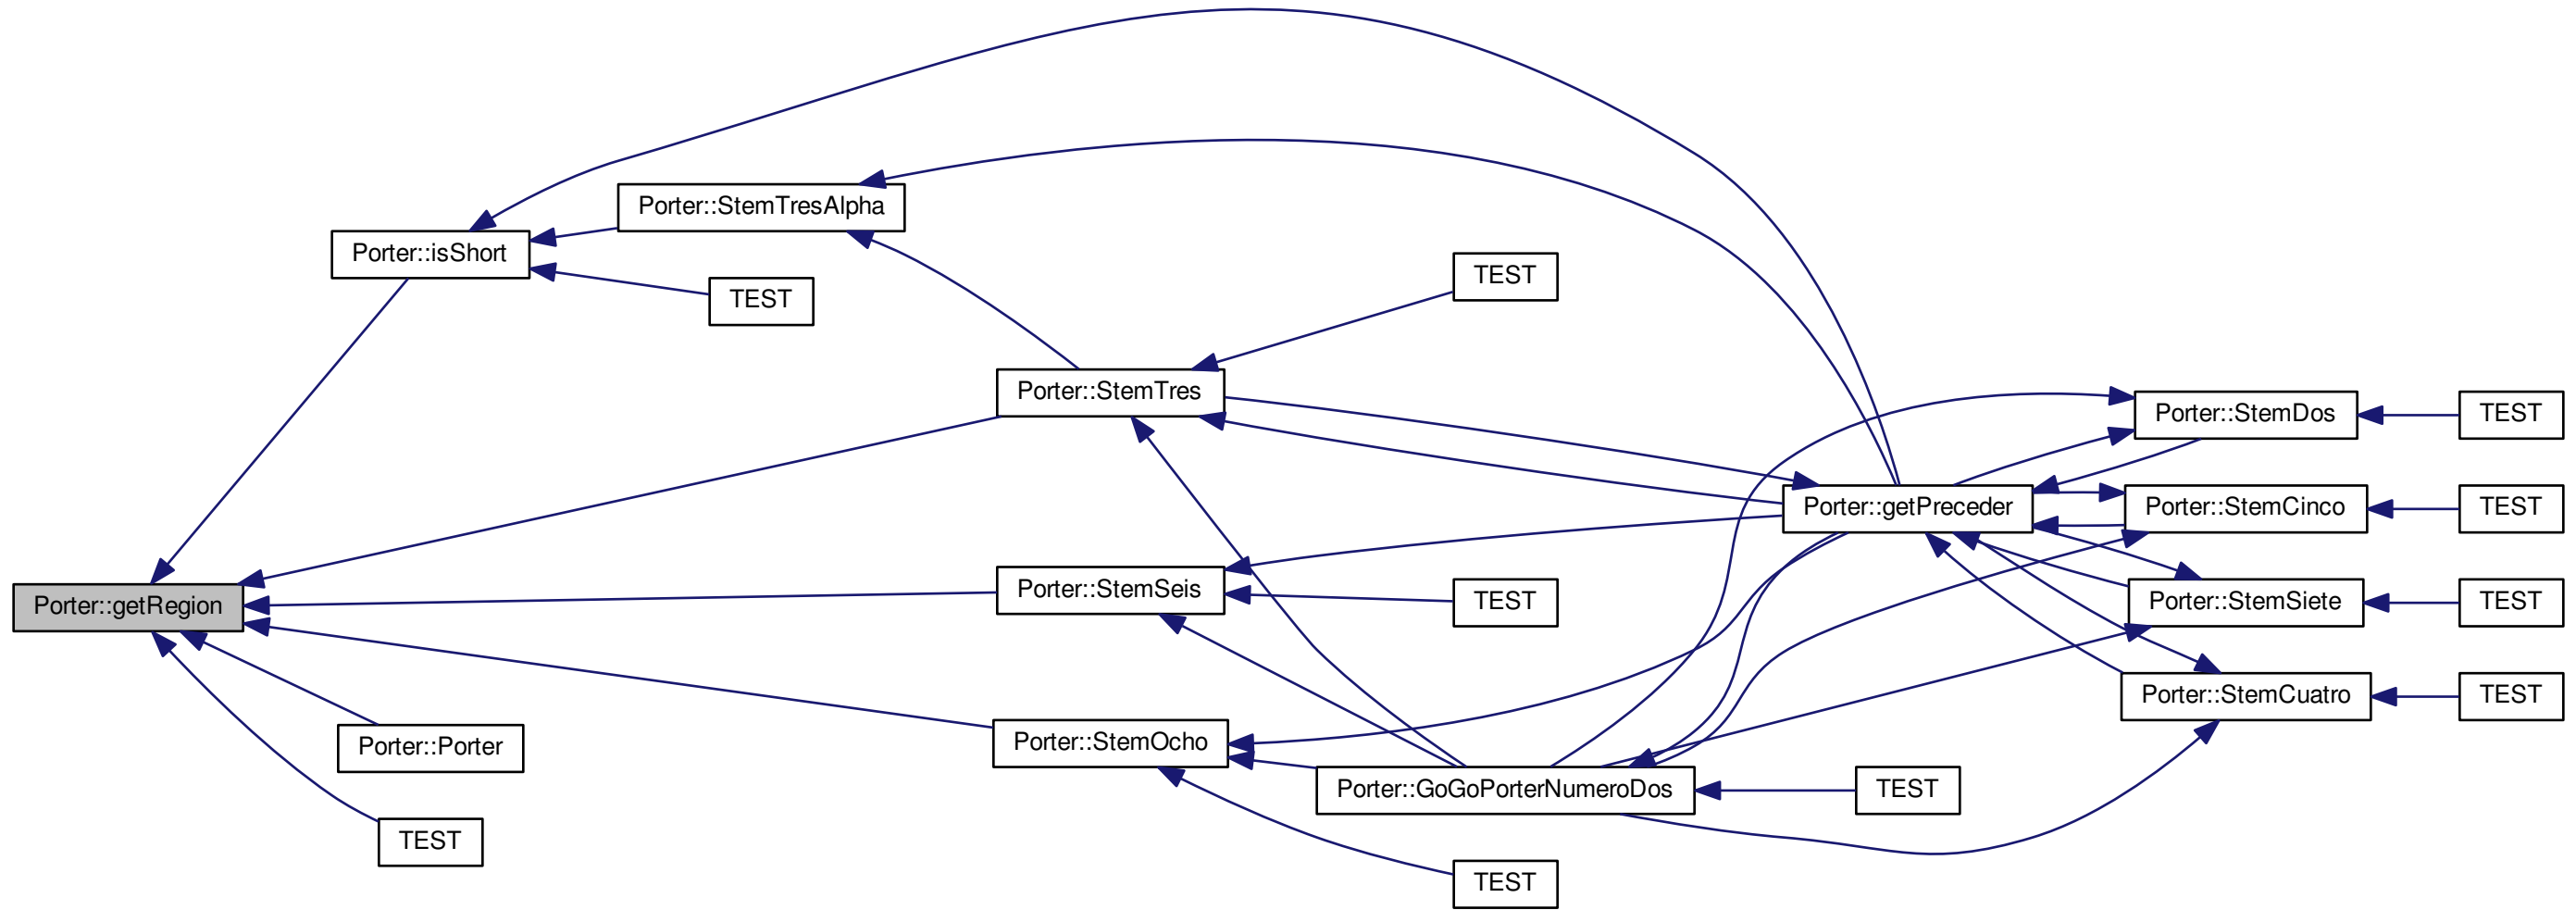 Porter::StemTresAlpha
Porter::isShort
TEST
TEST
Porter::StemTres
Porter::StemDos
TEST
Porter::getPreceder
Porter::StemCinco
TEST
Porter::getRegion
Porter::StemSeis
TEST
Porter::StemSiete
TEST
Porter::StemCuatro
TEST
Porter::Porter
Porter::StemOcho
Porter::GoGoPorterNumeroDos
TEST
TEST
TEST